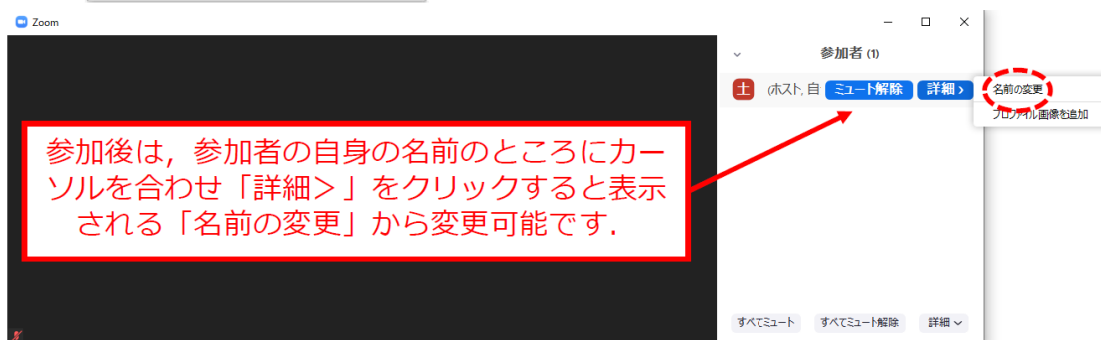 Zoom
参加者 (1)
土 (ホスト, 自 ミュート解除 詳細 >
名前の変更
プロファイル画像を追加
参加後は，参加者の自身の名前のところにカー
ソルを合わせ「詳細＞」をクリックすると表示
される「名前の変更」から変更可能です．
すべてミュート すべてミュート解除 詳細